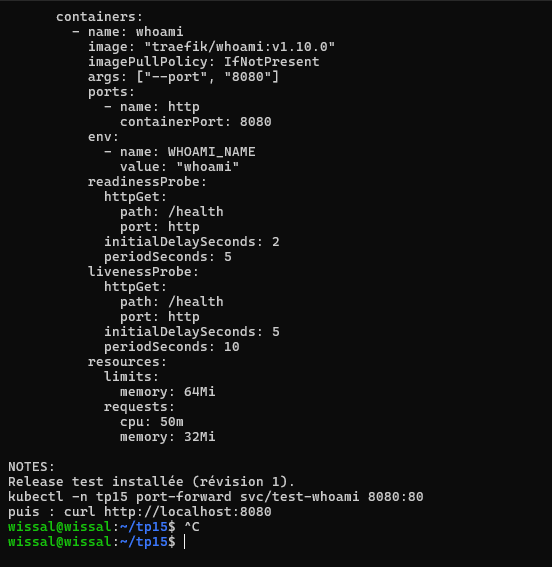 containers:
- name: whoami
image: "traefik/whoami:v1.10.0"
imagePullPolicy: IfNotPresent
args: ["--port", "8080"]
ports:
- name: http
containerPort: 8080
env:
- name: WHOAMI_NAME
value: "whoami"
readinessProbe:
httpGet:
path: /health
port: http
initialDelaySeconds: 2
periodSeconds: 5
livenessProbe:
httpGet:
path: /health
port: http
initialDelaySeconds: 5
periodSeconds: 10
resources:
limits:
memory: 64Mi
requests:
cpu: 50m
memory: 32Mi
NOTES:
Release test installée (révision 1).
kubectl -n tp15 port-forward svc/test-whoami 8080:80
puis : curl http://localhost:8080
wissal@wissal:~/tp15$ ^C
wissal@wissal:~/tp15$